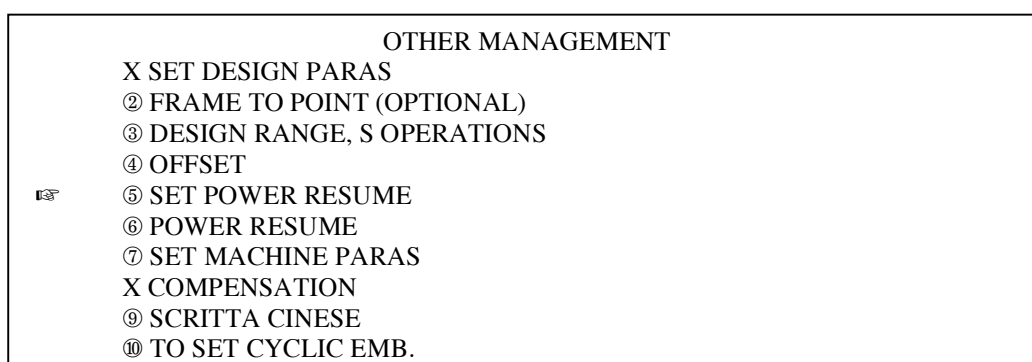 OTHER MANAGEMENT
X SET DESIGN PARAS
② FRAME TO POINT (OPTIONAL)
③ DESIGN RANGE, S OPERATIONS
④ OFFSET
☞ ⑤ SET POWER RESUME
⑥ POWER RESUME
⑦ SET MACHINE PARAS
X COMPENSATION
⑨ SCRITTA CINESE
⑩ TO SET CYCLIC EMB.